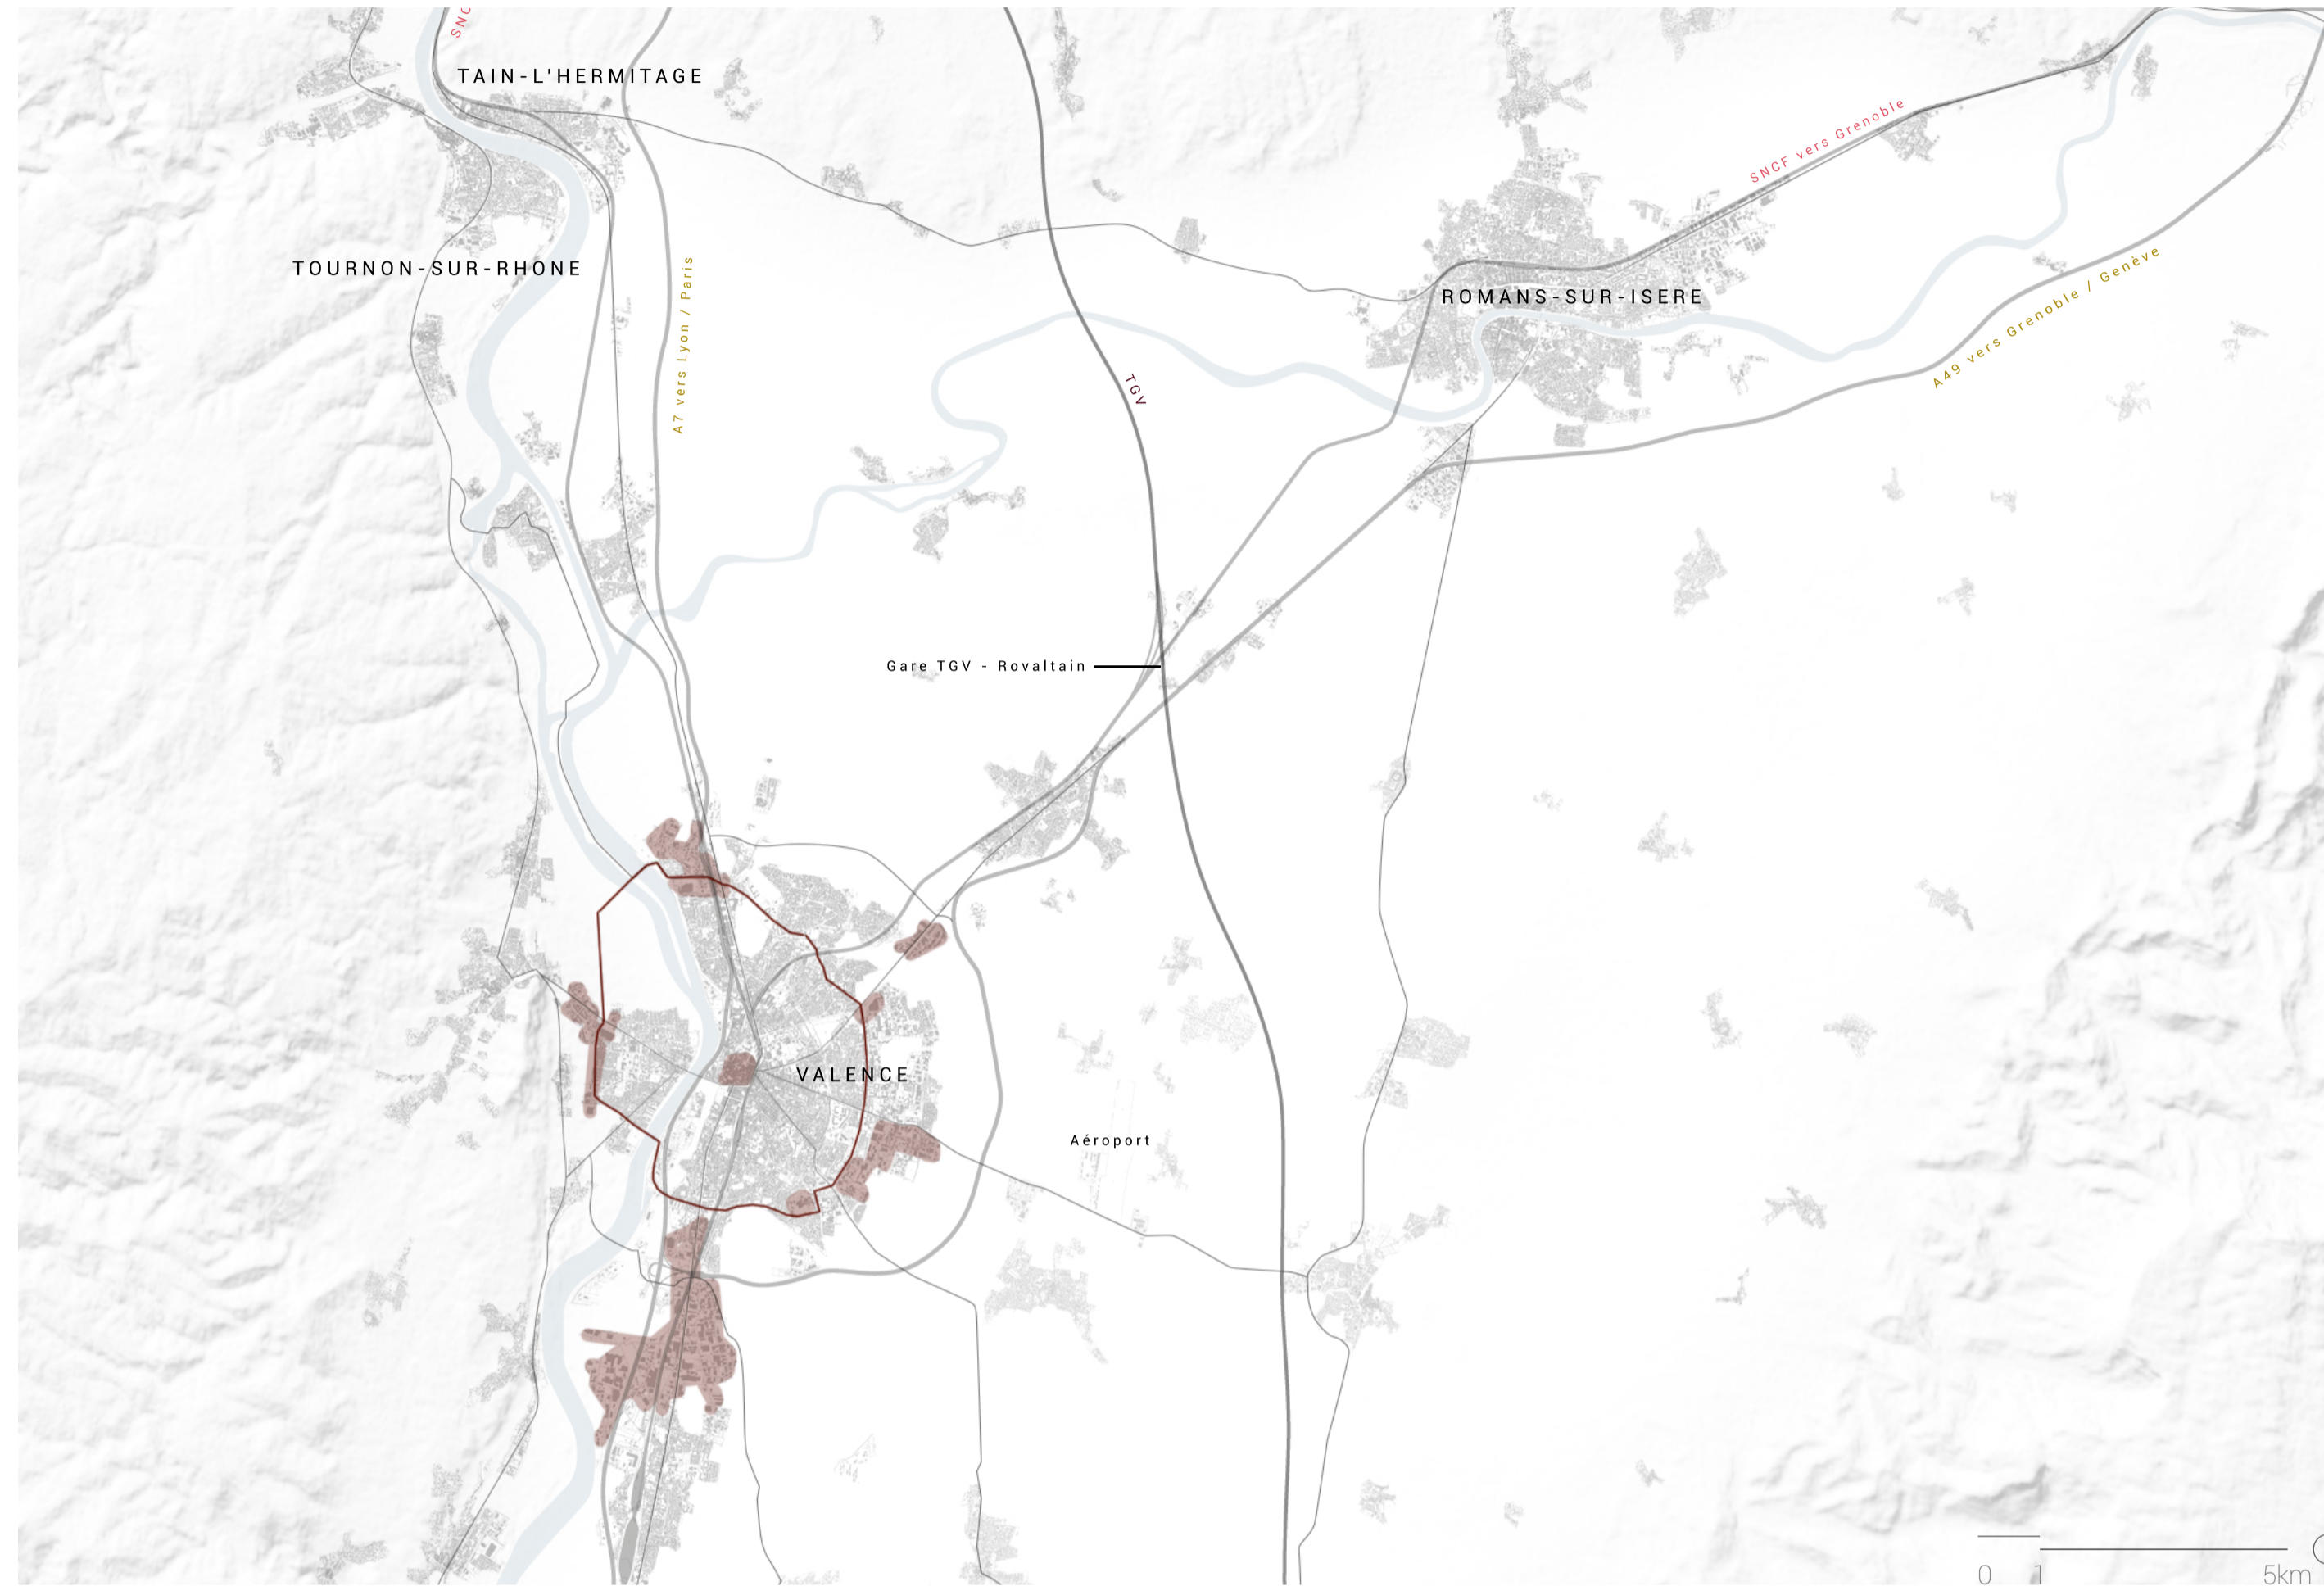 SNC
TAIN-L'HERMITAGE
SNCF vers Grenoble
TOURNON-SUR-RHONE
A7 vers Lyon / Paris
ROMANS-SUR-ISERE
A49 vers Grenoble / Genève
TGV
Gare TGV - Rovaltain
VALENCE
Aéroport
0 1 5km